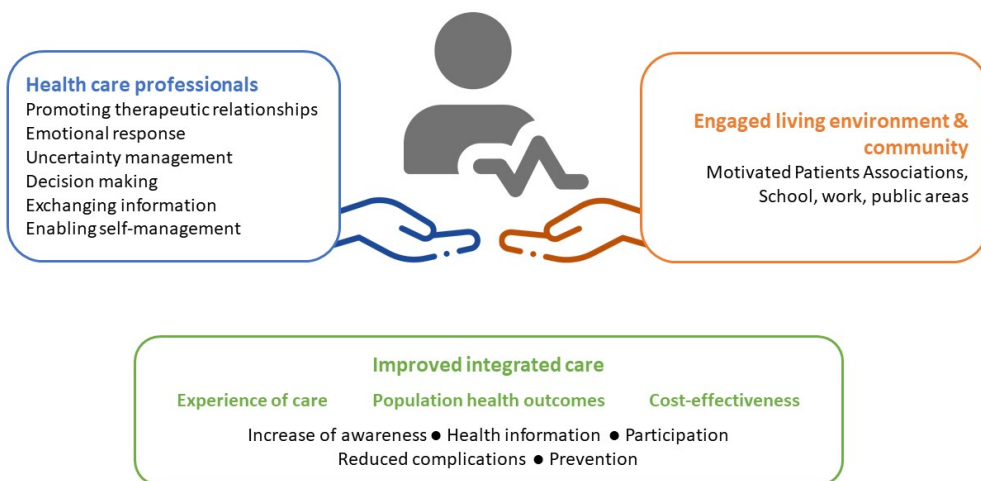 Health care professionals
Promoting therapeutic relationships
Emotional response
Uncertainty management
Decision making
Exchanging information
Enabling self-management
Engaged living environment &
community
Motivated Patients Associations,
School, work, public areas
Improved integrated care
Experience of care Population health outcomes Cost-effectiveness
Increase of awareness ● Health information ● Participation
Reduced complications ● Prevention